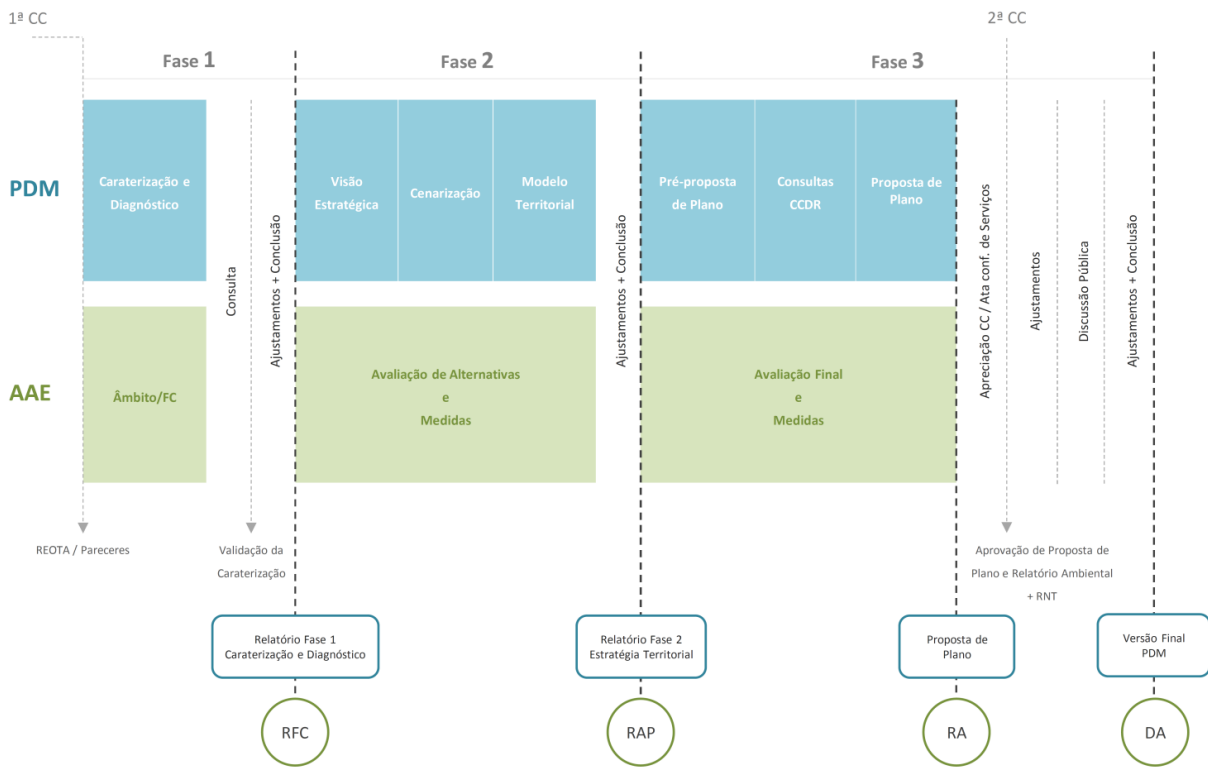 1ª CC
2ª CC
Fase 1
Fase 2
Fase 3
PDM
Caraterização e
Diagnóstico
Consulta
Ajustamentos + Conclusão
Visão
Estratégica
Cenarização
Modelo
Territorial
Ajustamentos + Conclusão
Pré-proposta
de Plano
Consultas
CCDR
Proposta de
Plano
Apreciação CC / Ata conf. de Serviços
Ajustamentos
Discussão Pública
Ajustamentos + Conclusão
AAE
Âmbito/FC
Avaliação de Alternativas
e
Medidas
Avaliação Final
e
Medidas
REOTA / Pareceres
Validação da
Caraterização
Aprovação de Proposta de
Plano e Relatório Ambiental
+ RNT
Relatório Fase 1
Caraterização e Diagnóstico
Relatório Fase 2
Estratégia Territorial
Proposta de
Plano
Versão Final
PDM
RFC
RAP
RA
DA